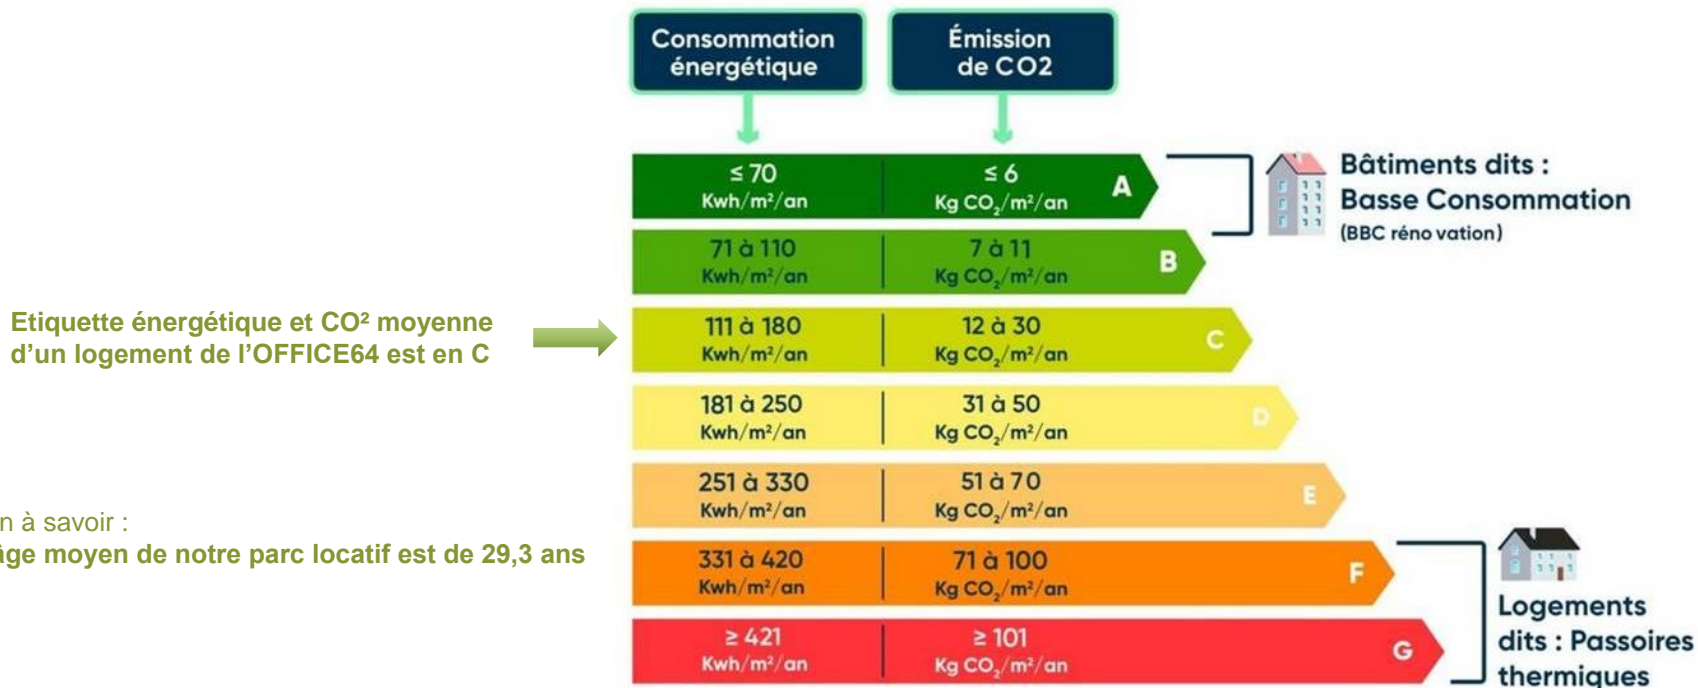 Consommation
énergétique
Émission
de CO2
≤ 70
Kwh/m²/an
≤ 6
Kg CO₂/m²/an
A
Bâtiments dits :
Basse Consommation
(BBC réno vation)
71 à 110
Kwh/m²/an
7 à 11
Kg CO₂/m²/an
B
Etiquette énergétique et CO² moyenne
d'un logement de l'OFFICE64 est en C
111 à 180
Kwh/m²/an
12 à 30
Kg CO₂/m²/an
C
181 à 250
Kwh/m²/an
31 à 50
Kg CO₂/m²/an
D
251 à 330
Kwh/m²/an
51 à 70
Kg CO₂/m²/an
E
n à savoir :
âge moyen de notre parc locatif est de 29,3 ans
331 à 420
Kwh/m²/an
71 à 100
Kg CO₂/m²/an
F
≥ 421
Kwh/m²/an
≥ 101
Kg CO₂/m²/an
G
Logements
dits : Passoires
thermiques